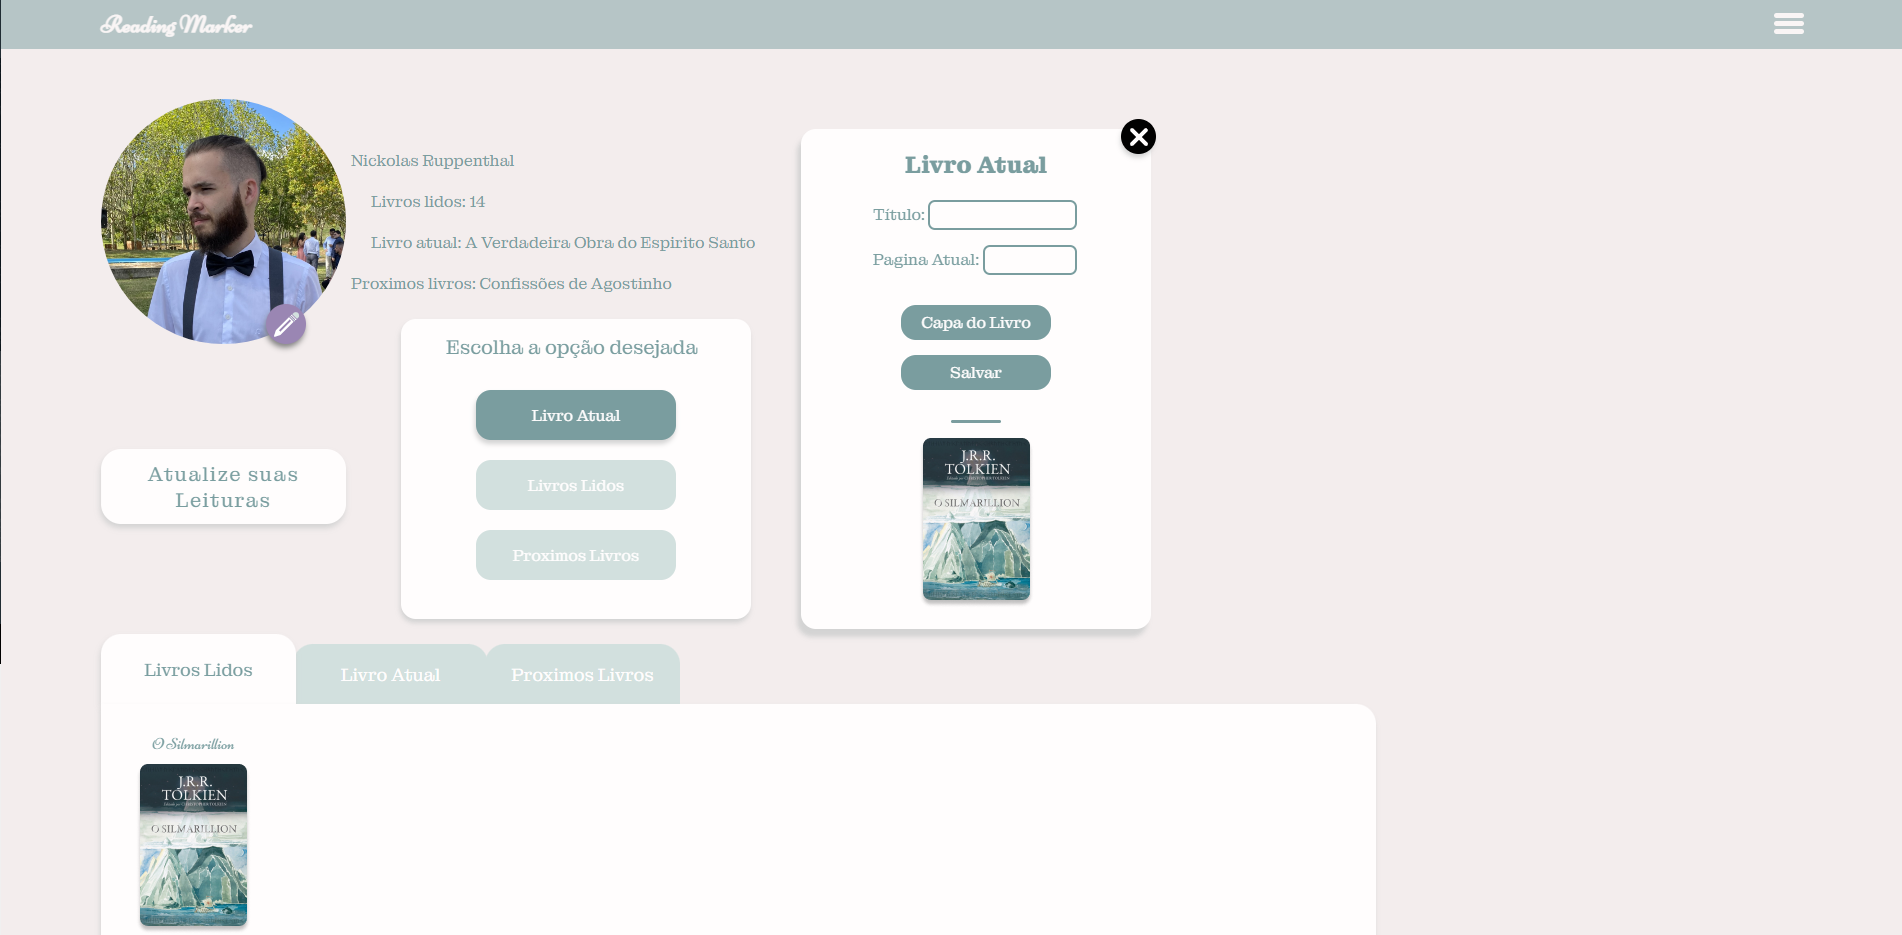 Reading Marker
Nickolas Ruppenthal
Livros lidos: 14
Livro atual: A Verdadeira Obra do Espirito Santo
Proximos livros: Confissões de Agostinho
Atualize suas
Leituras
Escolha a opção desejada
Livro Atual
Livros Lidos
Proximos Livros
Livro Atual
Título:
Pagina Atual:
Capa do Livro
Salvar
J.R.R.
TOLKIEN
O SILMARILLION
Livros Lidos
Livro Atual
Proximos Livros
O Silmarillion
J.R.R.
TOLKIEN
O SILMARILLION